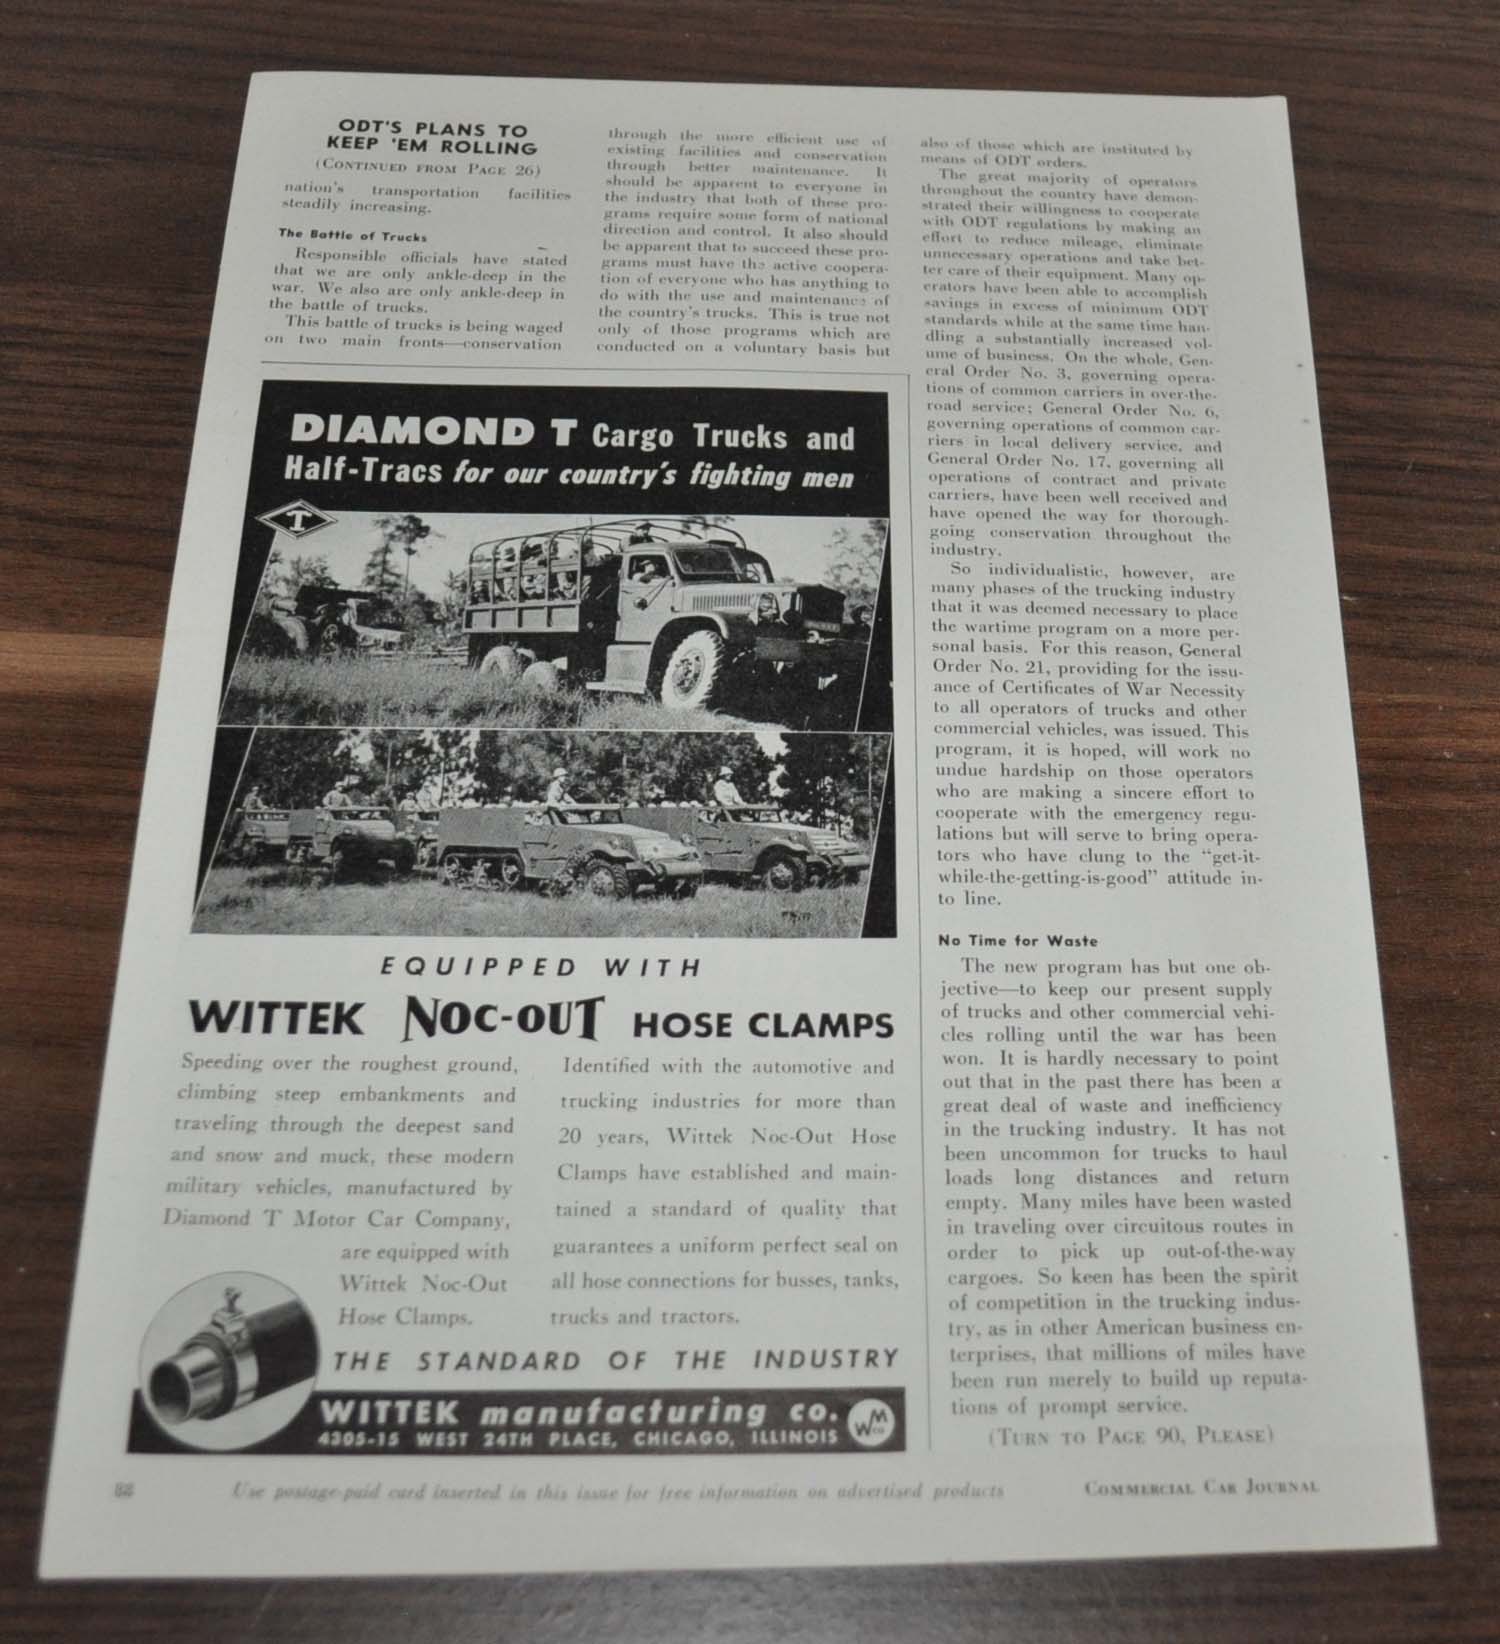 ODT'S PLANS TO
KEEP 'EM ROLLING
(CONTINUED FROM PAGE 26)
nation's transportation facilities
steadily increasing.
The Battle of Trucks
Responsible officials have stated
that we are only ankle-deep in the
war. We also are only ankle-deep in
the battle of trucks.
This battle of trucks is being waged
on two main fronts—conservation
through the more efficient use of
existing facilities and conservation
through better maintenance. It
should be apparent to everyone in
the industry that both of these pro-
grams require some form of national
direction and control. It also should
be apparent that to succeed these pro-
grams must have the active coopera-
tion of everyone who has anything to
do with the use and maintenance of
the country's trucks. This is true not
only of those programs which are
conducted on a voluntary basis but
also of those which are instituted by
means of ODT orders.
The great majority of operators
throughout the country have demon-
strated their willingness to cooperate
with ODT regulations by making an
effort to reduce mileage, eliminate
unnecessary operations and take bet-
ter care of their equipment. Many op-
erators have been able to accomplish
savings in excess of minimum ODT
standards while at the same time han-
dling a substantially increased vol-
ume of business. On the whole, Gen-
eral Order No. 3, governing opera-
tions of common carriers in over-the-
road service; General Order No. 6,
governing operations of common car-
riers in local delivery service, and
General Order No. 17, governing all
operations of contract and private
carriers, have been well received and
have opened the way for thorough-
going conservation throughout the
industry.
So individualistic, however, are
many phases of the trucking industry
that it was deemed necessary to place
the wartime program on a more per-
sonal basis. For this reason, General
Order No. 21, providing for the issu-
ance of Certificates of War Necessity
to all operators of trucks and other
commercial vehicles, was issued. This
program, it is hoped, will work no
undue hardship on those operators
who are making a sincere effort to
cooperate with the emergency regu-
lations but will serve to bring opera-
tors who have clung to the "get-it-
while-the-getting-is-good" attitude in-
to line.
No Time for Waste
The new program has but one ob-
jective—to keep our present supply
of trucks and other commercial vehi-
cles rolling until the war has been
won. It is hardly necessary to point
out that in the past there has been a
great deal of waste and inefficiency
in the trucking industry. It has not
been uncommon for trucks to haul
loads long distances and return
empty. Many miles have been wasted
in traveling over circuitous routes in
order to pick up out-of-the-way
cargoes. So keen has been the spirit
of competition in the trucking indus-
try, as in other American business en-
terprises, that millions of miles have
been run merely to build up reputa-
tions of prompt service.
(TURN TO PAGE 90, PLEASE)
DIAMOND T Cargo Trucks and
Half-Tracs for our country's fighting men
T
EQUIPPED WITH
WITTEK NOC-OUT HOSE CLAMPS
Speeding over the roughest ground,
climbing steep embankments and
traveling through the deepest sand
and snow and muck, these modern
military vehicles, manufactured by
Diamond T Motor Car Company,
are equipped with
Wittek Noc-Out
Hose Clamps.
Identified with the automotive and
trucking industries for more than
20 years, Wittek Noc-Out Hose
Clamps have established and main-
tained a standard of quality that
guarantees a uniform perfect seal on
all hose connections for busses, tanks,
trucks and tractors.
THE STANDARD OF THE INDUSTRY
WITTEK manufacturing co.
4305-15 WEST 24TH PLACE, CHICAGO, ILLINOIS
WM CO
88
Use postage-paid card inserted in this issue for free information on advertised products
COMMERCIAL CAR JOURNAL